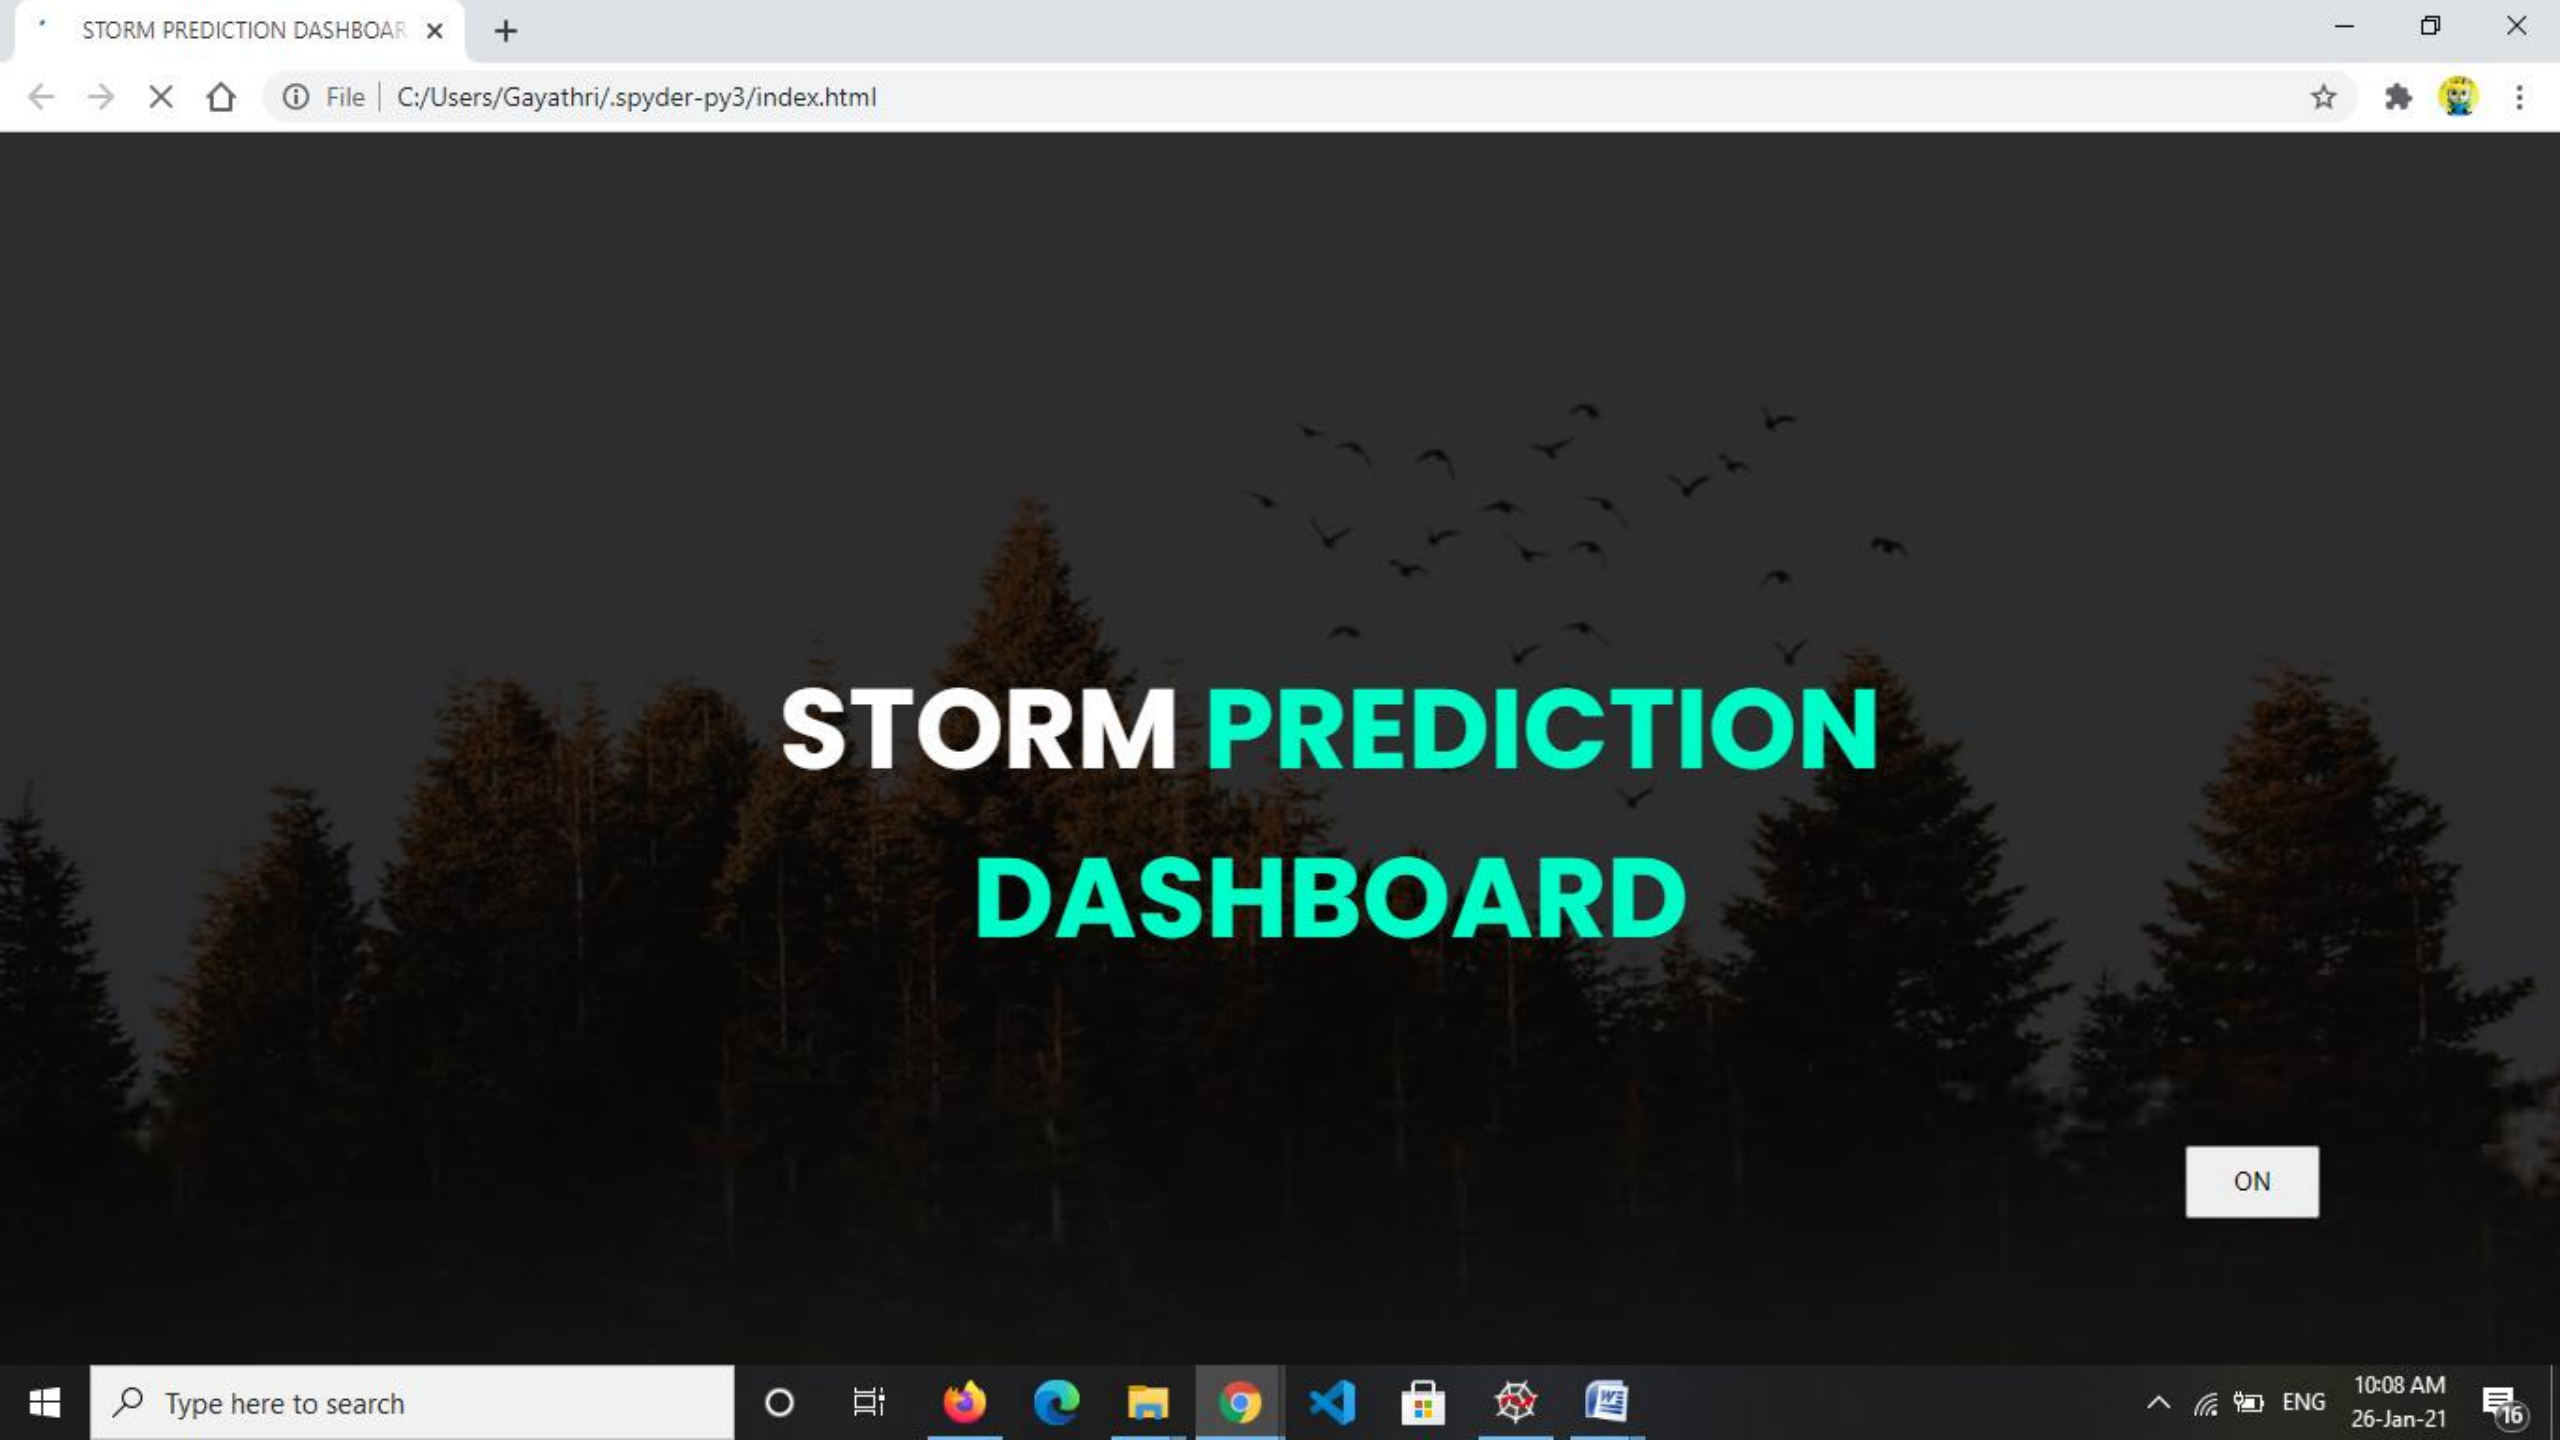 STORM PREDICTION DASHBOAR
File C:/Users/Gayathri/.spyder-py3/index.html
STORM PREDICTION
DASHBOARD
ON
Type here to search
ENG
10:08 AM
26-Jan-21
16